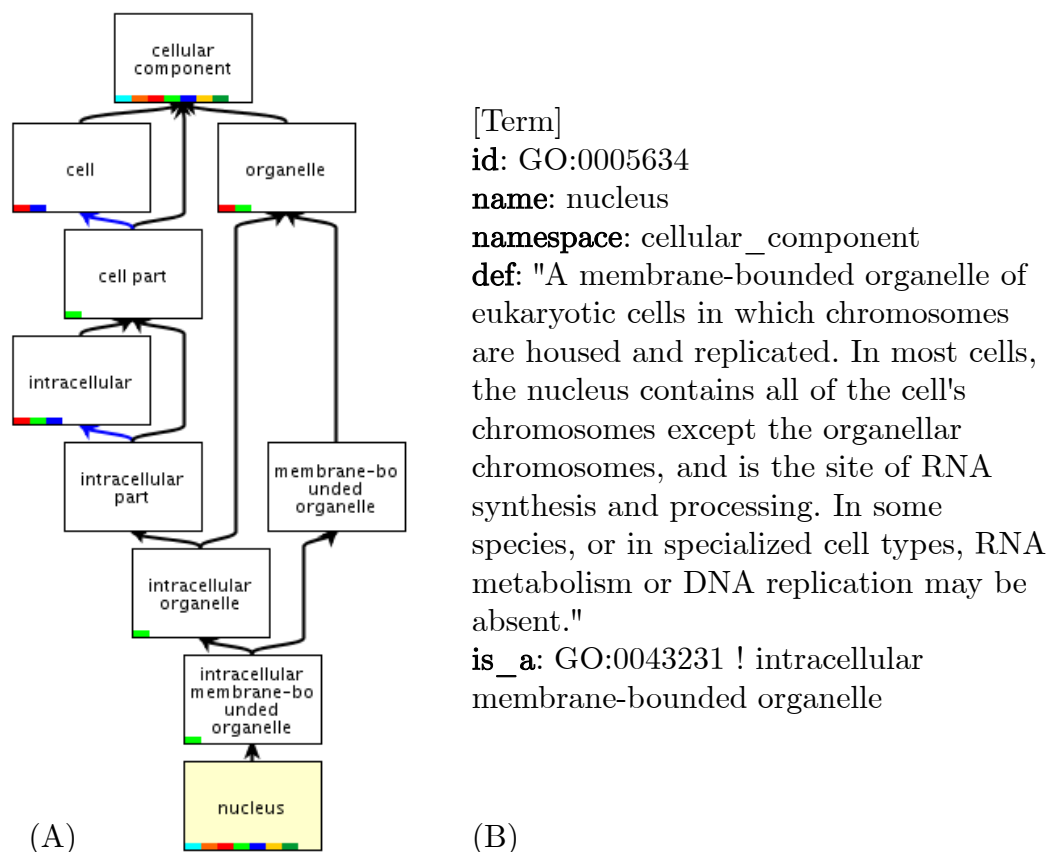 cellular
component
cell
organelle
cell part
intracellular
intracellular
part
membrane-bo
unded
organelle
intracellular
organelle
intracellular
membrane-bo
unded
organelle
nucleus
(A)
[Term]
id: GO:0005634
name: nucleus
namespace: cellular_component
def: "A membrane-bounded organelle of
eukaryotic cells in which chromosomes
are housed and replicated. In most cells,
the nucleus contains all of the cell's
chromosomes except the organellar
chromosomes, and is the site of RNA
synthesis and processing. In some
species, or in specialized cell types, RNA
metabolism or DNA replication may be
absent."
is_a: GO:0043231 ! intracellular
membrane-bounded organelle
(B)